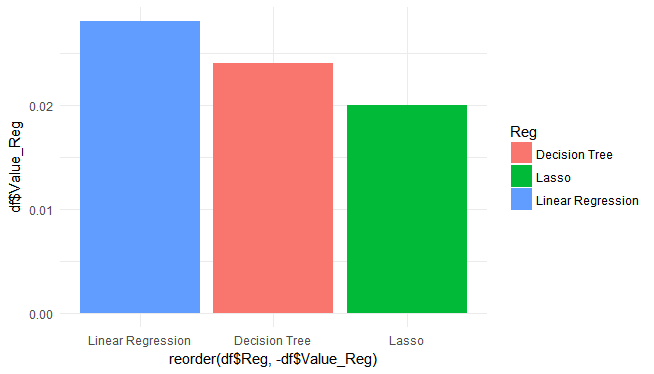 df$Value_Reg
0.02
0.01
0.00
Linear Regression
Decision Tree
Lasso
reorder(df$Reg, -df$Value_Reg)
Reg
Decision Tree
Lasso
Linear Regression